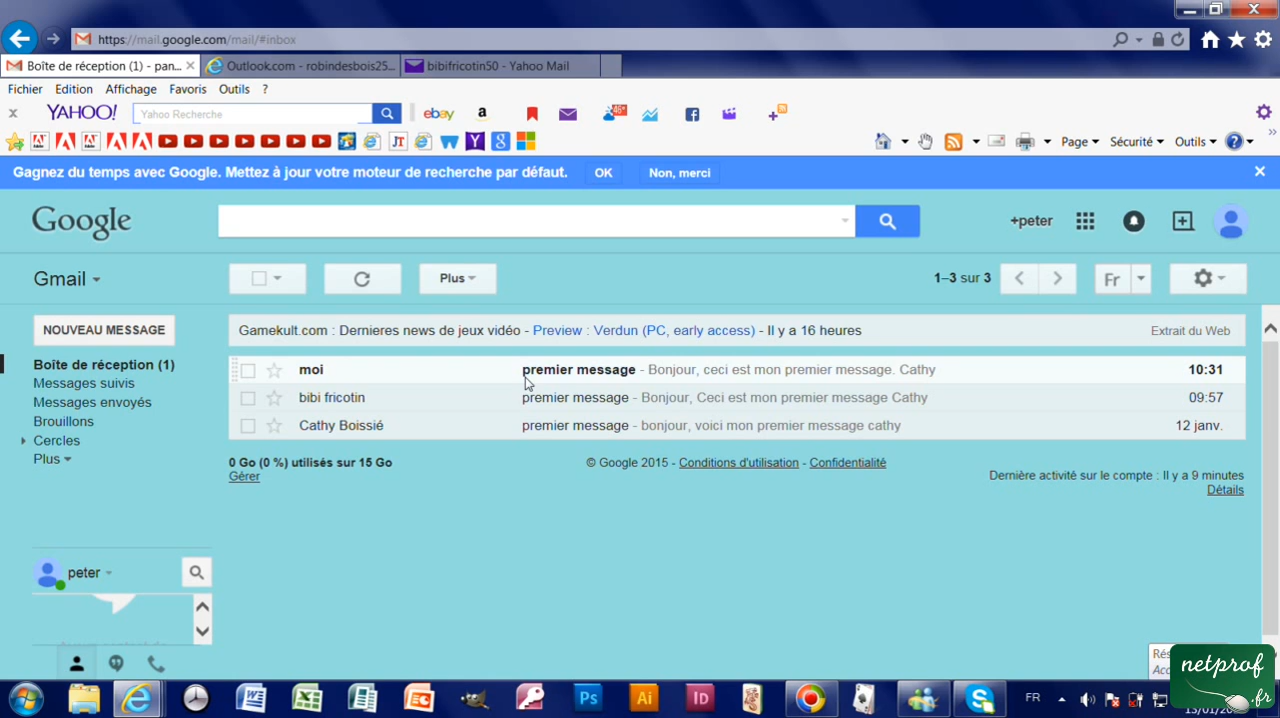 https://mail.google.com/mail/#inbox
Boîte de réception (1) - pan... Outlook.com - robindesbois25... bibifricotin50 - Yahoo Mail
Fichier Edition Affichage Favoris Outils ?
YAHOO! Yahoo Recherche ebay a
JT Page Sécurité Outils
Gagnez du temps avec Google. Mettez à jour votre moteur de recherche par défaut. OK Non, merci
Google +peter
Gmail Plus 1–3 sur 3 Fr
NOUVEAU MESSAGE
Gamekult.com : Dernieres news de jeux vidéo - Preview : Verdun (PC, early access) - Il y a 16 heures Extrait du Web
Boîte de réception (1)
Messages suivis
Messages envoyés
Brouillons
Cercles
Plus
moi premier message - Bonjour, ceci est mon premier message. Cathy 10:31
bibi fricotin premier message - Bonjour, Ceci est mon premier message Cathy 09:57
Cathy Boissié premier message - bonjour, voici mon premier message cathy 12 janv.
0 Go (0 %) utilisés sur 15 Go
Gérer
© Google 2015 - Conditions d'utilisation - Confidentialité
Dernière activité sur le compte : Il y a 9 minutes
Détails
peter
netprof
.fr
Ps Ai ID FR